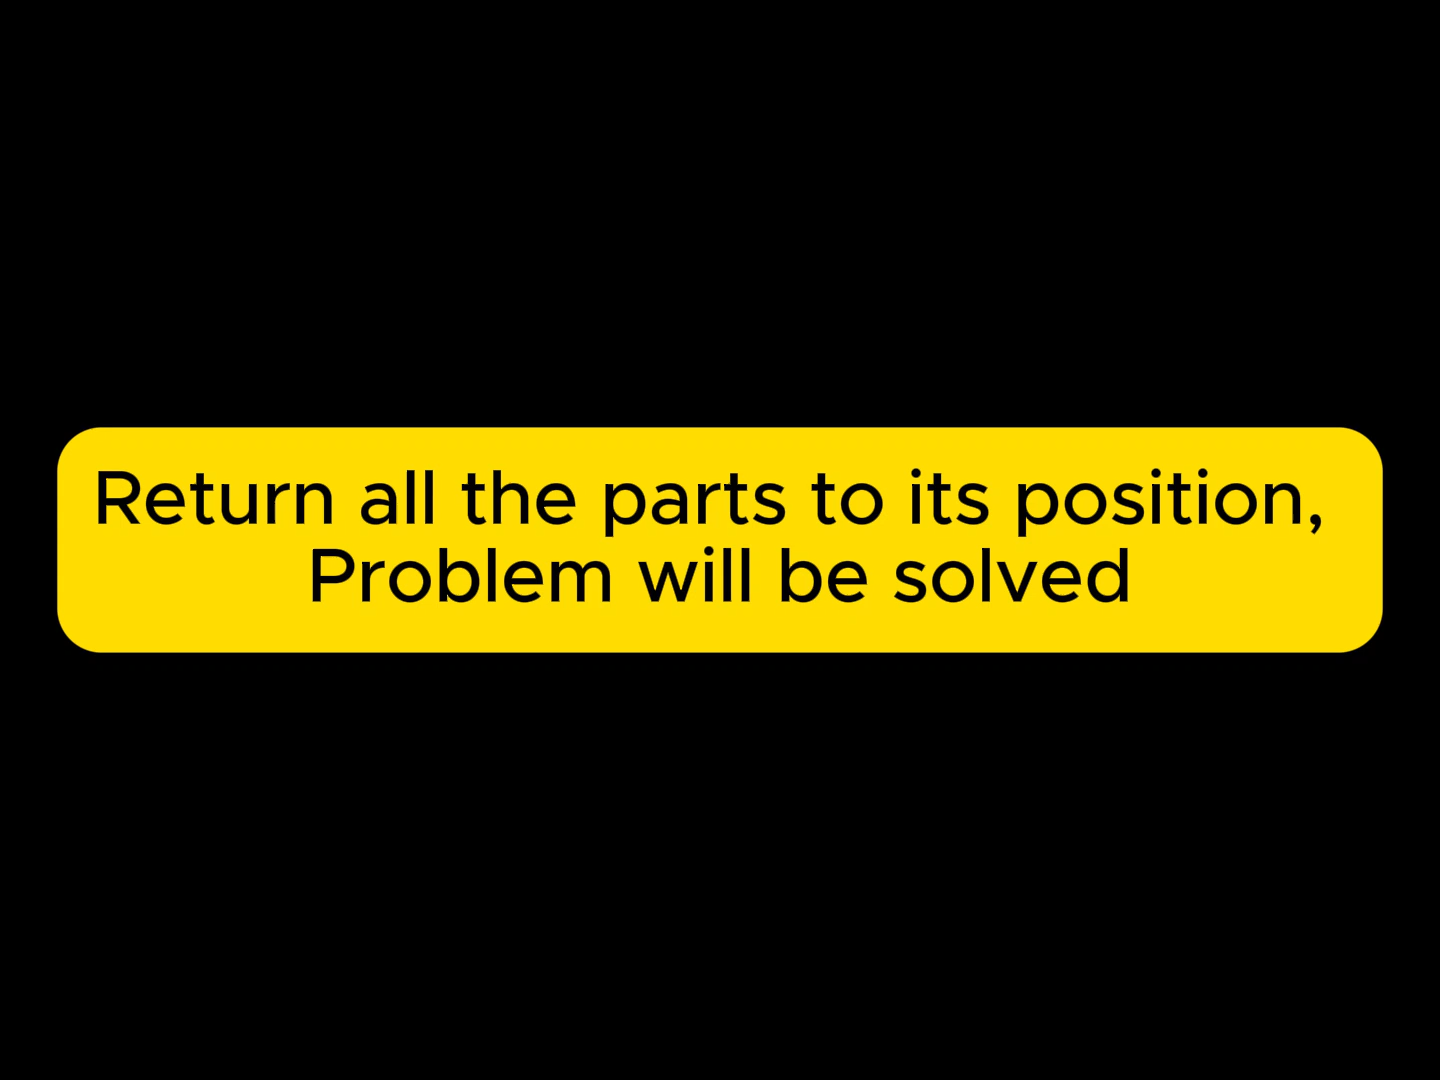 Return all the parts to its position,
Problem will be solved